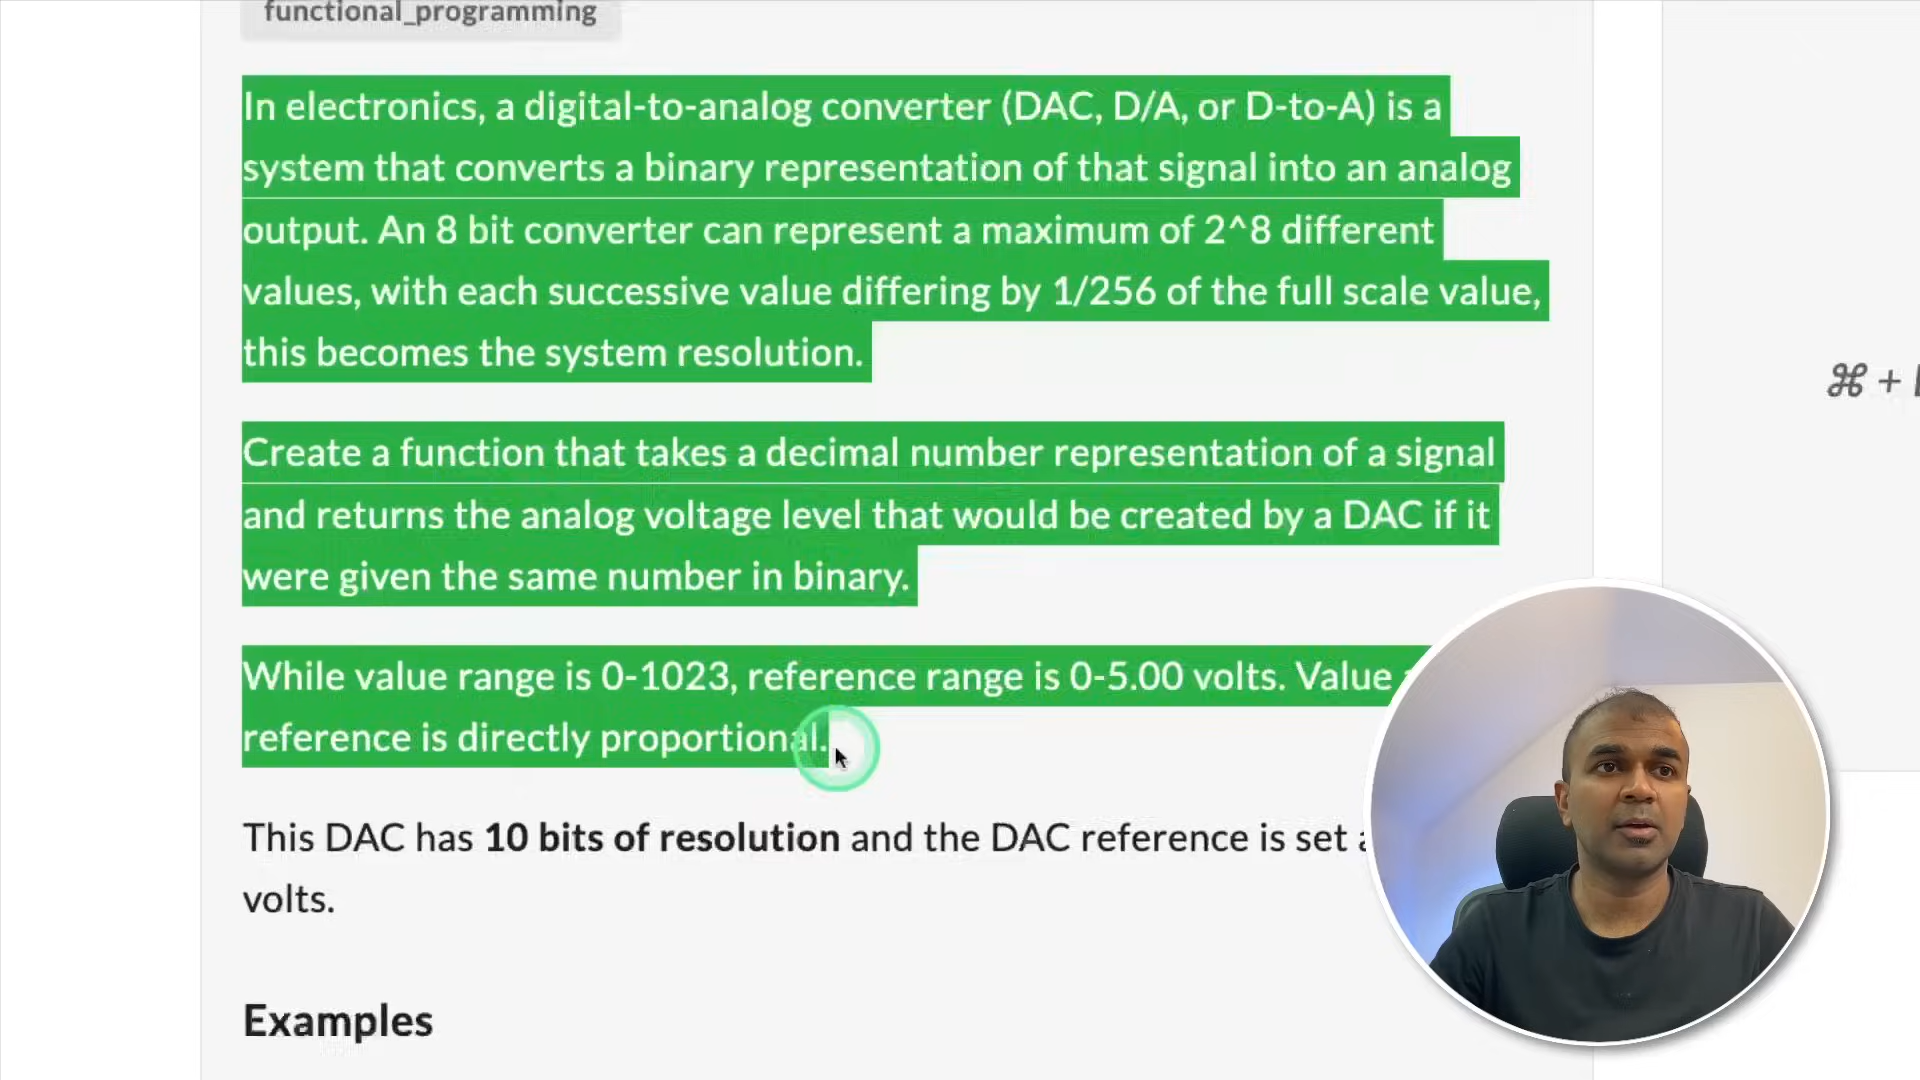 functional_programming
In electronics, a digital-to-analog converter (DAC, D/A, or D-to-A) is a
system that converts a binary representation of that signal into an analog
output. An 8 bit converter can represent a maximum of 2^8 different
values, with each successive value differing by 1/256 of the full scale value,
this becomes the system resolution.
Create a function that takes a decimal number representation of a signal
and returns the analog voltage level that would be created by a DAC if it
were given the same number in binary.
While value range is 0-1023, reference range is 0-5.00 volts. Value
reference is directly proportional.
⌘ +
This DAC has 10 bits of resolution and the DAC reference is set
volts.
Examples